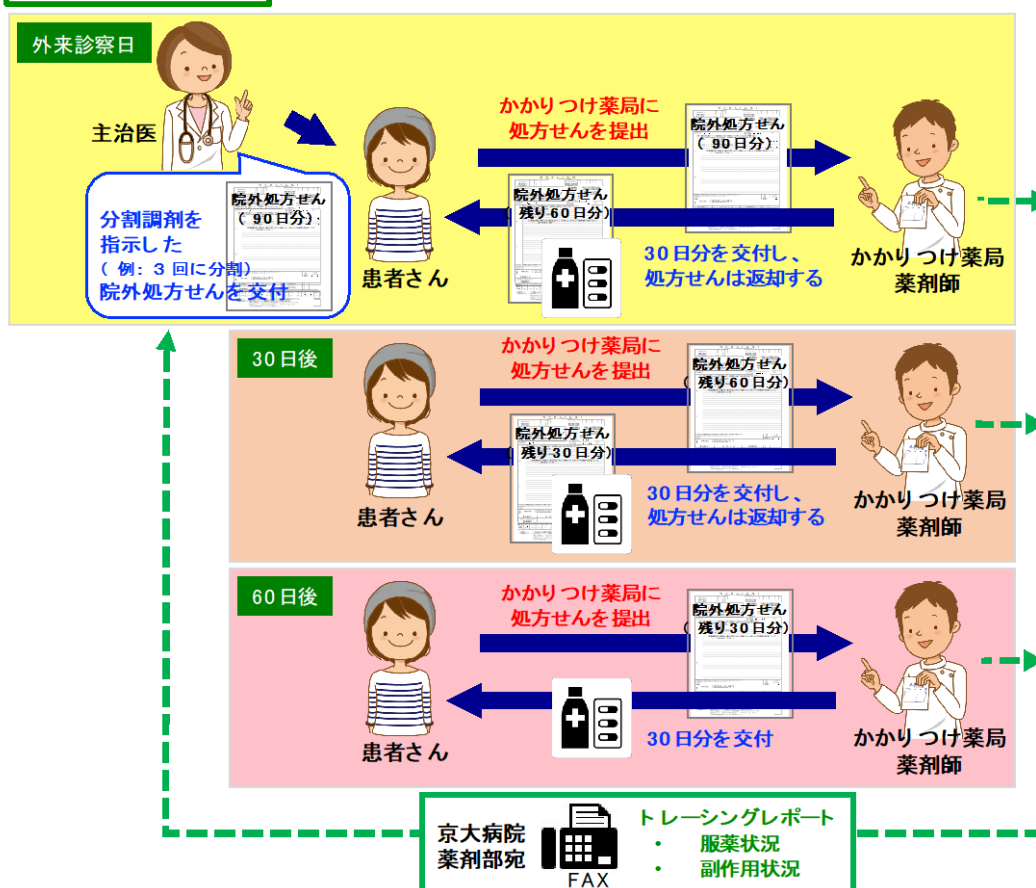 外来診察日
主治医
分割調剤を
指示した
(例:3回に分割)
院外処方せんを交付
院外処方せん
(90日分)
患者さん
かかりつけ薬局に
処方せんを提出
院外処方せん
(90日分)
院外処方せん
(残り60日分)
30日分を交付し、
処方せんは返却する
かかりつけ薬局
薬剤師
30日後
患者さん
かかりつけ薬局に
処方せんを提出
院外処方せん
(残り60日分)
院外処方せん
(残り30日分)
30日分を交付し、
処方せんは返却する
かかりつけ薬局
薬剤師
60日後
患者さん
かかりつけ薬局に
処方せんを提出
院外処方せん
(残り30日分)
30日分を交付
かかりつけ薬局
薬剤師
京大病院
薬剤部宛
FAX
トレーシングレポート
・ 服薬状況
・ 副作用状況